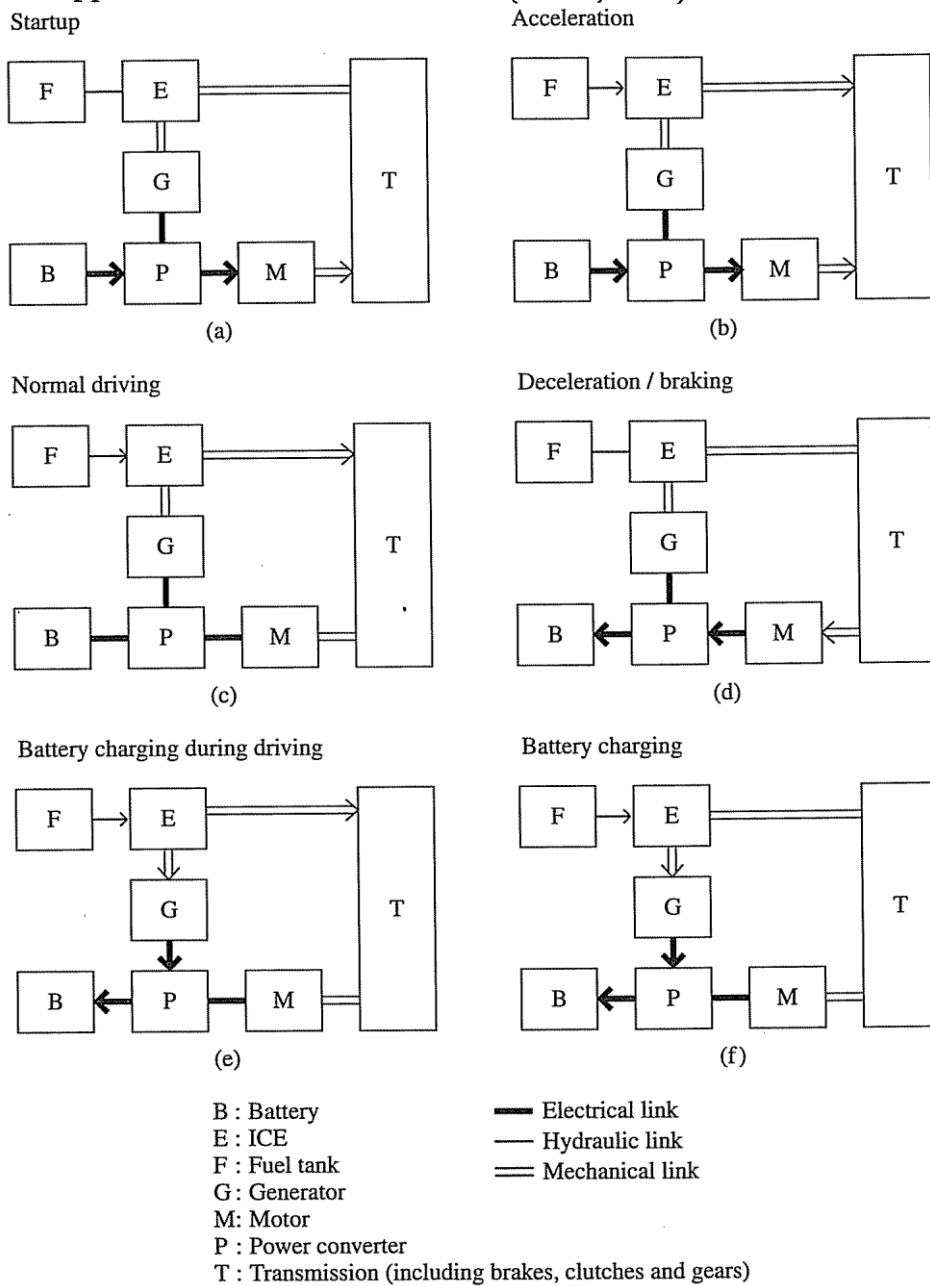 Startup
Acceleration
F E
G
T
B P M
(a)
F E
G
T
B P M
(b)
Normal driving
Deceleration / braking
F E
G
T
B P M
(c)
F E
G
T
B P M
(d)
Battery charging during driving
Battery charging
F E
G
T
B P M
(e)
F E
G
T
B P M
(f)
B : Battery
E : ICE
F : Fuel tank
G : Generator
M: Motor
P : Power converter
T : Transmission (including brakes, clutches and gears)
Electrical link
Hydraulic link
Mechanical link